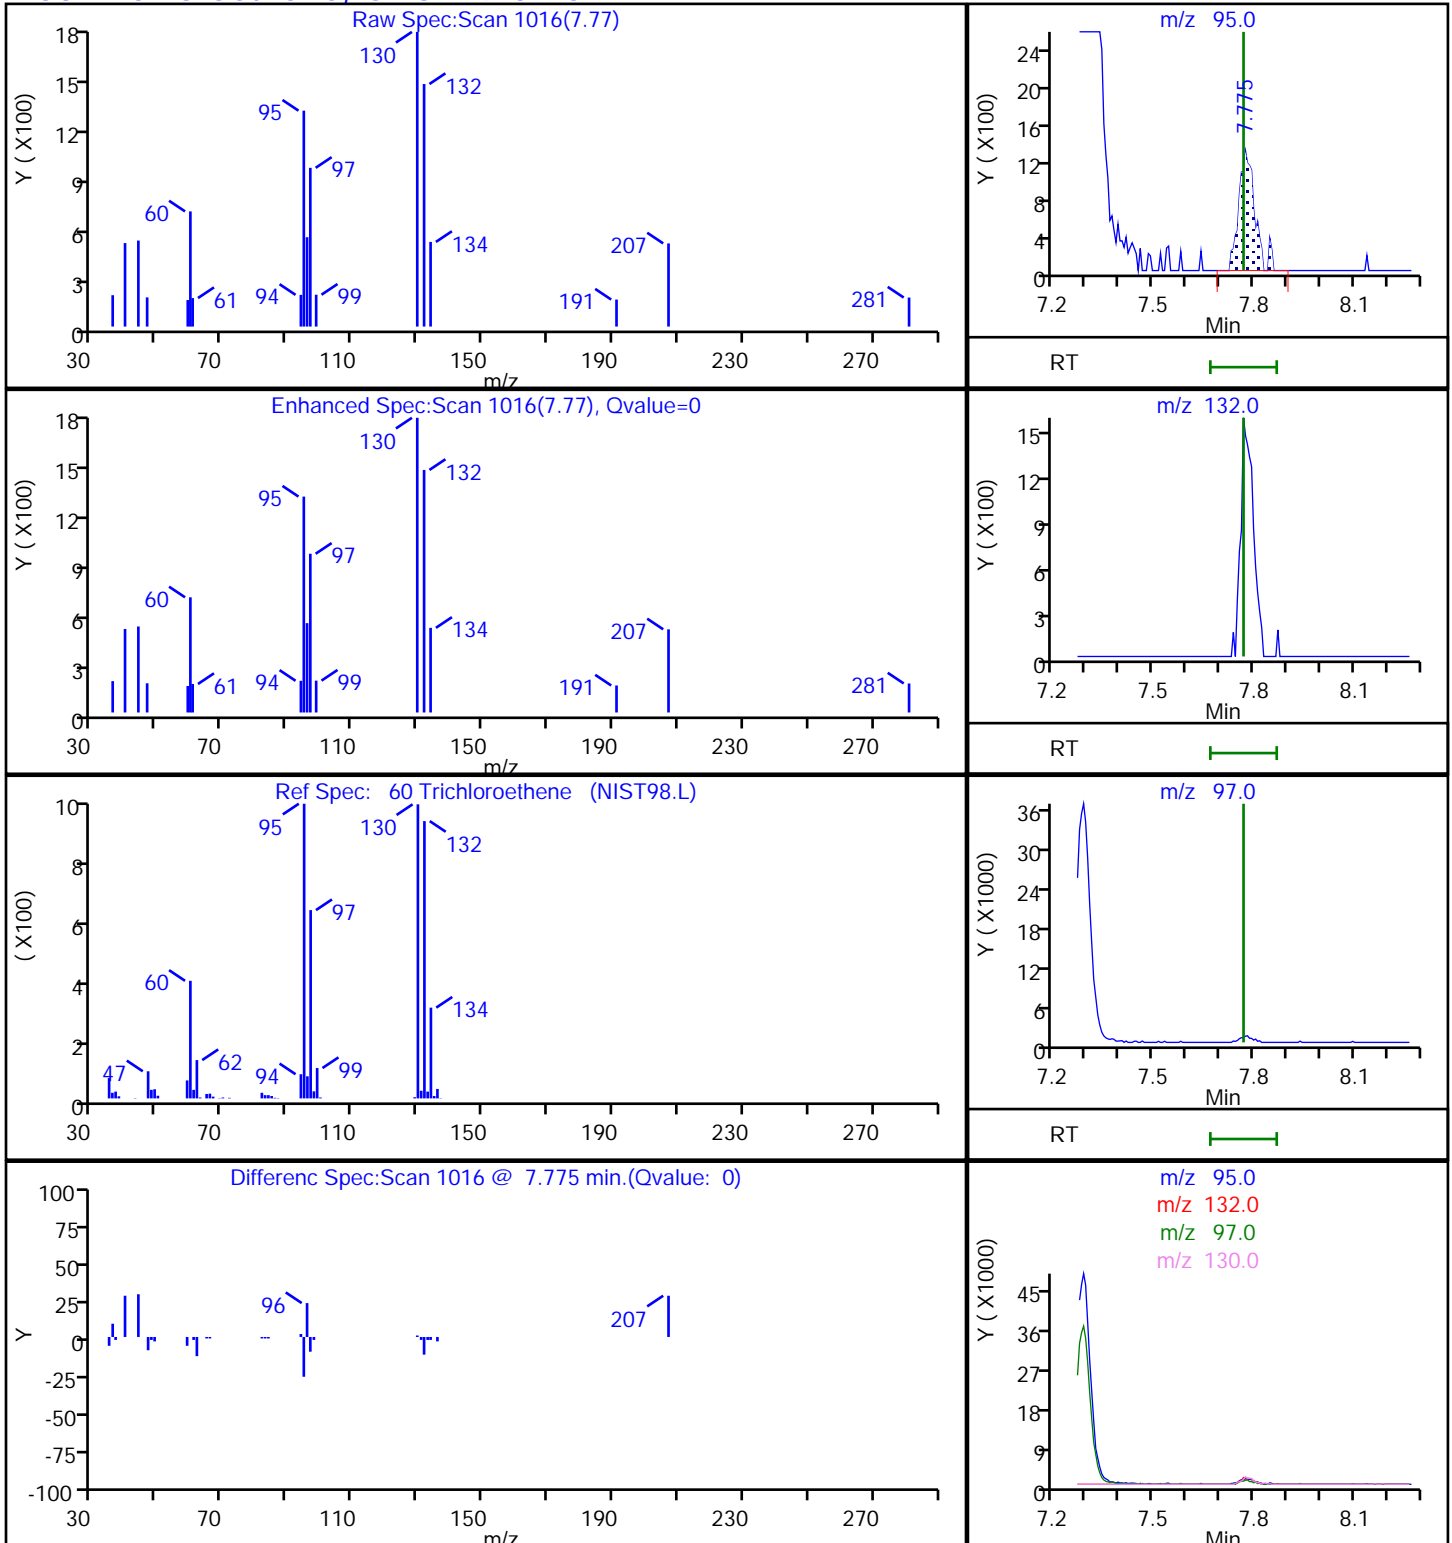 Raw Spec:Scan 1016(7.77)
Y ( X100)
18
15
12
9
6
3
0
130
132
95
97
60
61
94
99
134
191
207
281
30 70 110 150 190 230 270
m/z
m/z 95.0
Y ( X100)
24
20
16
12
8
4
0
7.775
7.2 7.5 7.8 8.1
Min
RT
Enhanced Spec:Scan 1016(7.77), Qvalue=0
Y ( X100)
18
15
12
9
6
3
0
130
132
95
97
60
61
94
99
134
191
207
281
30 70 110 150 190 230 270
m/z
m/z 132.0
Y ( X100)
15
12
9
6
3
0
7.2 7.5 7.8 8.1
Min
RT
Ref Spec: 60 Trichloroethene (NIST98.L)
( X100)
10
8
6
4
2
0
95
130
132
97
60
134
47
62
94
99
30 70 110 150 190 230 270
m/z 97.0
Y ( X1000)
36
30
24
18
12
6
0
7.2 7.5 7.8 8.1
Min
RT
Differenc Spec:Scan 1016 @ 7.775 min.(Qvalue: 0)
Y
100
75
50
25
0
-25
-50
-75
-100
96
207
30 70 110 150 190 230 270
m/z
m/z 95.0
m/z 132.0
m/z 97.0
m/z 130.0
Y ( X1000)
45
36
27
18
9
0
7.2 7.5 7.8 8.1
Min